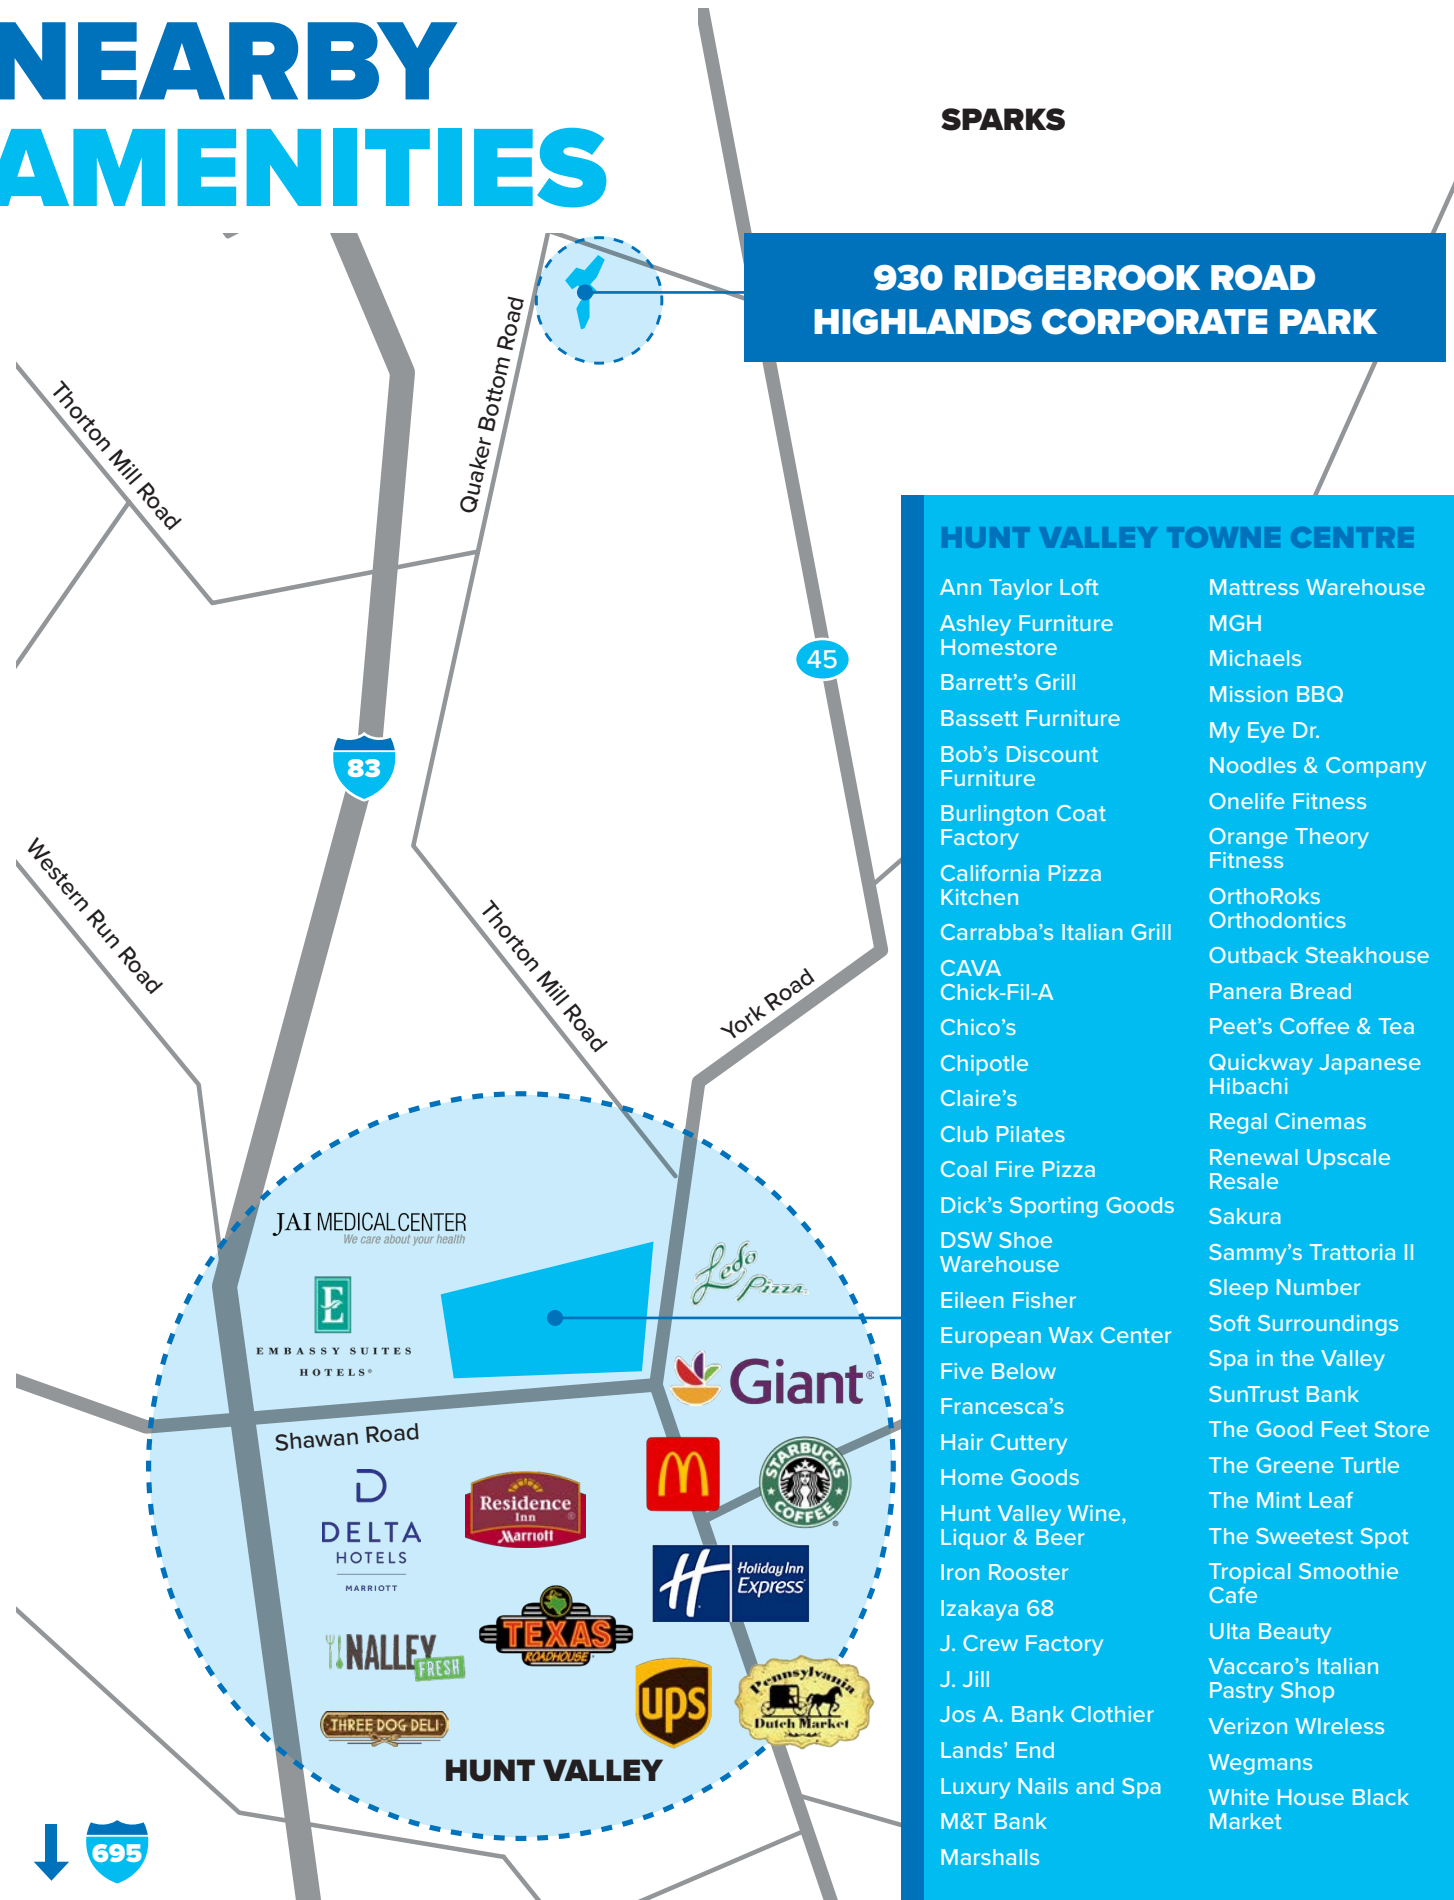 NEARBY
AMENITIES
SPARKS
930 RIDGEBROOK ROAD
HIGHLANDS CORPORATE PARK
Thorton Mill Road
Quaker Bottom Road
45
83
Western Run Road
Thorton Mill Road
York Road
JAI MEDICAL CENTER
We care about your health
E
EMBASSY SUITES
HOTELS®
Ledo
Pizza
Giant®
Shawan Road
D
DELTA
HOTELS
MARRIOTT
Residence
Inn ®
Marriott
STARBUCKS
COFFEE
®
H
Holiday Inn
Express
TEXAS
ROADHOUSE
NALLEY
FRESH
ups
Pennsylvania
Dutch Market
THREE DOG DELI
HUNT VALLEY
695
HUNT VALLEY TOWNE CENTRE
Ann Taylor Loft
Ashley Furniture
Homestore
Barrett’s Grill
Bassett Furniture
Bob’s Discount
Furniture
Burlington Coat
Factory
California Pizza
Kitchen
Carrabba’s Italian Grill
CAVA
Chick-Fil-A
Chico’s
Chipotle
Claire’s
Club Pilates
Coal Fire Pizza
Dick’s Sporting Goods
DSW Shoe
Warehouse
Eileen Fisher
European Wax Center
Five Below
Francesca’s
Hair Cuttery
Home Goods
Hunt Valley Wine,
Liquor & Beer
Iron Rooster
Izakaya 68
J. Crew Factory
J. Jill
Jos A. Bank Clothier
Lands’ End
Luxury Nails and Spa
M&T Bank
Marshalls
Mattress Warehouse
MGH
Michaels
Mission BBQ
My Eye Dr.
Noodles & Company
Onelife Fitness
Orange Theory
Fitness
OrthoRoks
Orthodontics
Outback Steakhouse
Panera Bread
Peet’s Coffee & Tea
Quickway Japanese
Hibachi
Regal Cinemas
Renewal Upscale
Resale
Sakura
Sammy’s Trattoria II
Sleep Number
Soft Surroundings
Spa in the Valley
SunTrust Bank
The Good Feet Store
The Greene Turtle
The Mint Leaf
The Sweetest Spot
Tropical Smoothie
Cafe
Ulta Beauty
Vaccaro’s Italian
Pastry Shop
Verizon WIreless
Wegmans
White House Black
Market